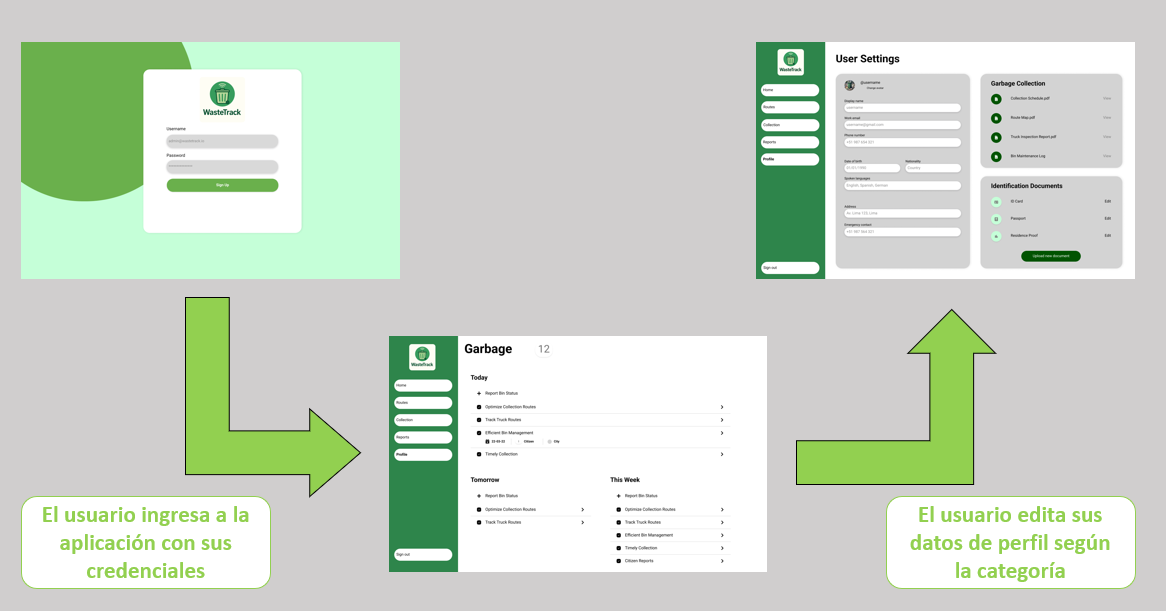 WasteTrack
Username
admin@wastetrack.io
Password
Sign Up
El usuario ingresa a la
aplicación con sus
credenciales
WasteTrack
Home
Routes
Collection
Reports
Profile
Sign out
Garbage 12
Today
Report Bin Status
Optimize Collection Routes
Track Truck Routes
Efficient Bin Management
Citizen City
Timely Collection
Tomorrow
Report Bin Status
Optimize Collection Routes
Track Truck Routes
This Week
Report Bin Status
Optimize Collection Routes
Track Truck Routes
Efficient Bin Management
Timely Collection
Citizen Reports
WasteTrack
Home
Routes
Collection
Reports
Profile
Sign out
User Settings
@username
Change avatar
Display name
username
Work email
username@gmail.com
Phone number
+51 987 654 321
Date of birth
Nationality
Country
Spoken languages
English, Spanish, German
Address
Av. Lima 123, Lima
Emergency contact
+51 987 654 321
Garbage Collection
Collection Schedule.pdf View
Route Map.pdf View
Truck Inspection Report.pdf View
Bin Maintenance Log View
Identification Documents
ID Card Edit
Passport Edit
Residence Proof Edit
Upload new document
El usuario edita sus
datos de perfil según
la categoría